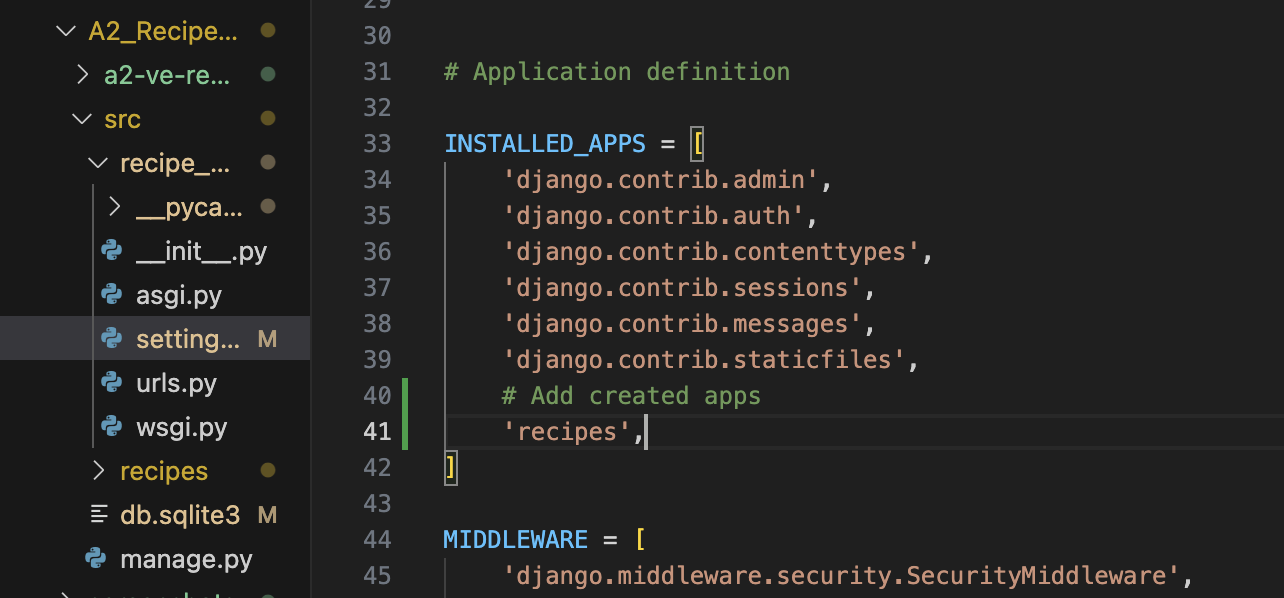 A2_Recipe...
a2-ve-re...
src
recipe_...
__pyca...
__init__.py
asgi.py
setting... M
urls.py
wsgi.py
recipes
db.sqlite3 M
manage.py
29
30
31 # Application definition
32
33 INSTALLED_APPS = [
34 'django.contrib.admin',
35 'django.contrib.auth',
36 'django.contrib.contenttypes',
37 'django.contrib.sessions',
38 'django.contrib.messages',
39 'django.contrib.staticfiles',
40 # Add created apps
41 'recipes',
42 ]
43
44 MIDDLEWARE = [
45 'django.middleware.security.SecurityMiddleware',